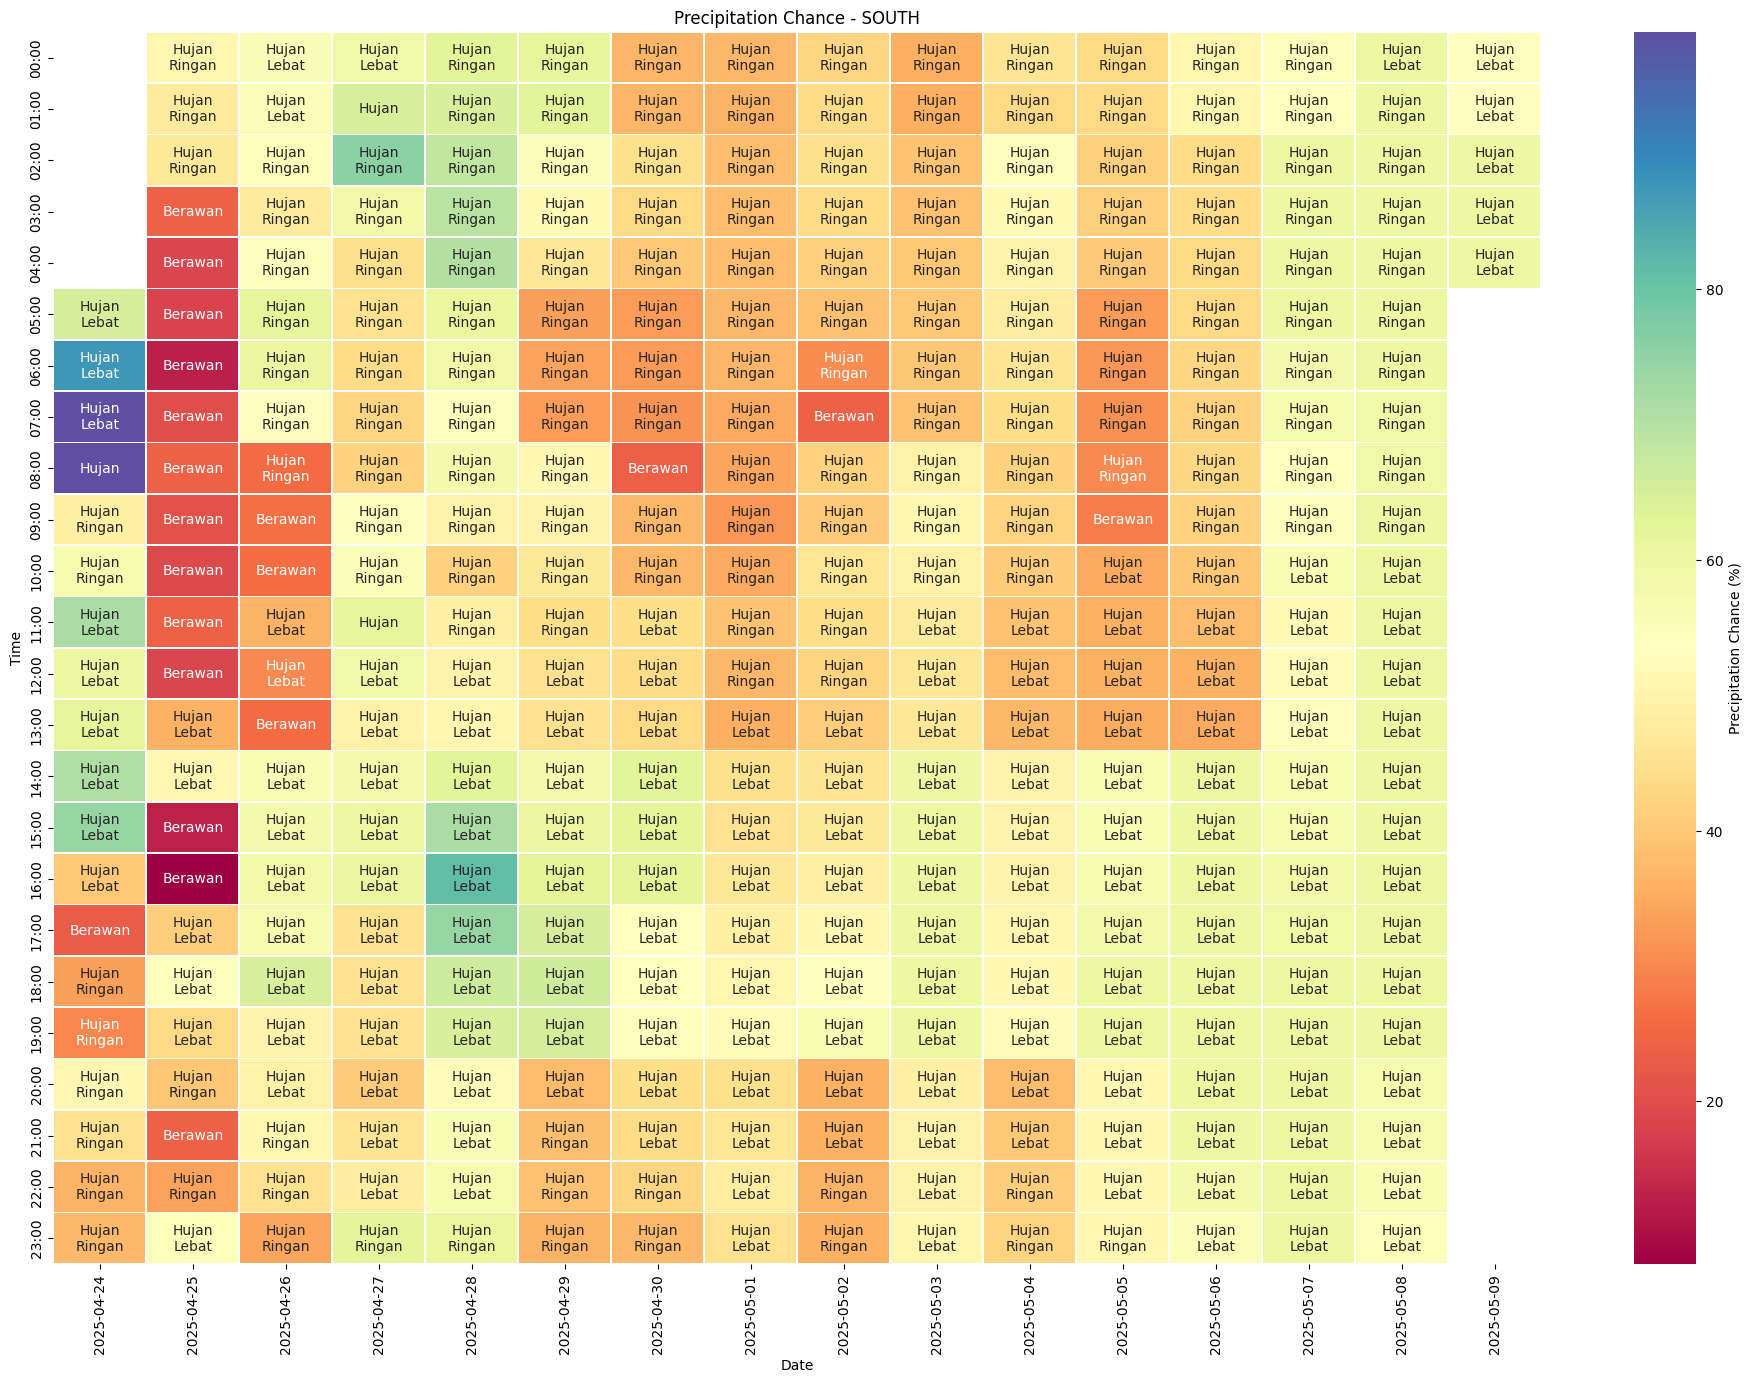 Precipitation Chance - SOUTH
00:00 Hujan Ringan Hujan Lebat Hujan Lebat Hujan Ringan Hujan Ringan Hujan Ringan Hujan Ringan Hujan Ringan Hujan Ringan Hujan Ringan Hujan Ringan Hujan Ringan Hujan Ringan Hujan Lebat Hujan Lebat
01:00 Hujan Ringan Hujan Lebat Hujan Hujan Ringan Hujan Ringan Hujan Ringan Hujan Ringan Hujan Ringan Hujan Ringan Hujan Ringan Hujan Ringan Hujan Ringan Hujan Ringan Hujan Ringan Hujan Lebat
02:00 Hujan Ringan Hujan Ringan Hujan Ringan Hujan Ringan Hujan Ringan Hujan Ringan Hujan Ringan Hujan Ringan Hujan Ringan Hujan Ringan Hujan Ringan Hujan Ringan Hujan Ringan Hujan Ringan Hujan Lebat
03:00 Berawan Hujan Ringan Hujan Ringan Hujan Ringan Hujan Ringan Hujan Ringan Hujan Ringan Hujan Ringan Hujan Ringan Hujan Ringan Hujan Ringan Hujan Ringan Hujan Ringan Hujan Ringan Hujan Lebat
04:00 Berawan Hujan Ringan Hujan Ringan Hujan Ringan Hujan Ringan Hujan Ringan Hujan Ringan Hujan Ringan Hujan Ringan Hujan Ringan Hujan Ringan Hujan Ringan Hujan Ringan Hujan Ringan Hujan Lebat
05:00 Hujan Lebat Berawan Hujan Ringan Hujan Ringan Hujan Ringan Hujan Ringan Hujan Ringan Hujan Ringan Hujan Ringan Hujan Ringan Hujan Ringan Hujan Ringan Hujan Ringan Hujan Ringan Hujan Ringan
06:00 Hujan Lebat Berawan Hujan Ringan Hujan Ringan Hujan Ringan Hujan Ringan Hujan Ringan Hujan Ringan Hujan Ringan Hujan Ringan Hujan Ringan Hujan Ringan Hujan Ringan Hujan Ringan Hujan Ringan
07:00 Hujan Lebat Berawan Hujan Ringan Hujan Ringan Hujan Ringan Hujan Ringan Hujan Ringan Hujan Ringan Berawan Hujan Ringan Hujan Ringan Hujan Ringan Hujan Ringan Hujan Ringan Hujan Ringan
08:00 Hujan Berawan Hujan Ringan Hujan Ringan Hujan Ringan Hujan Ringan Berawan Hujan Ringan Hujan Ringan Hujan Ringan Hujan Ringan Hujan Ringan Hujan Ringan Hujan Ringan Hujan Ringan
09:00 Hujan Ringan Berawan Berawan Hujan Ringan Hujan Ringan Hujan Ringan Hujan Ringan Hujan Ringan Hujan Ringan Hujan Ringan Hujan Ringan Berawan Hujan Ringan Hujan Ringan Hujan Ringan
10:00 Hujan Ringan Berawan Berawan Hujan Ringan Hujan Ringan Hujan Ringan Hujan Ringan Hujan Ringan Hujan Ringan Hujan Ringan Hujan Ringan Hujan Lebat Hujan Ringan Hujan Lebat Hujan Lebat
11:00 Hujan Lebat Berawan Hujan Lebat Hujan Hujan Ringan Hujan Ringan Hujan Lebat Hujan Ringan Hujan Ringan Hujan Lebat Hujan Lebat Hujan Lebat Hujan Lebat Hujan Lebat Hujan Lebat
12:00 Hujan Lebat Berawan Hujan Lebat Hujan Lebat Hujan Lebat Hujan Lebat Hujan Lebat Hujan Ringan Hujan Ringan Hujan Lebat Hujan Lebat Hujan Lebat Hujan Lebat Hujan Lebat Hujan Lebat
13:00 Hujan Lebat Hujan Lebat Berawan Hujan Lebat Hujan Lebat Hujan Lebat Hujan Lebat Hujan Lebat Hujan Lebat Hujan Lebat Hujan Lebat Hujan Lebat Hujan Lebat Hujan Lebat Hujan Lebat
14:00 Hujan Lebat Hujan Lebat Hujan Lebat Hujan Lebat Hujan Lebat Hujan Lebat Hujan Lebat Hujan Lebat Hujan Lebat Hujan Lebat Hujan Lebat Hujan Lebat Hujan Lebat Hujan Lebat Hujan Lebat
15:00 Hujan Lebat Berawan Hujan Lebat Hujan Lebat Hujan Lebat Hujan Lebat Hujan Lebat Hujan Lebat Hujan Lebat Hujan Lebat Hujan Lebat Hujan Lebat Hujan Lebat Hujan Lebat Hujan Lebat
16:00 Hujan Lebat Berawan Hujan Lebat Hujan Lebat Hujan Lebat Hujan Lebat Hujan Lebat Hujan Lebat Hujan Lebat Hujan Lebat Hujan Lebat Hujan Lebat Hujan Lebat Hujan Lebat Hujan Lebat
17:00 Berawan Hujan Lebat Hujan Lebat Hujan Lebat Hujan Lebat Hujan Lebat Hujan Lebat Hujan Lebat Hujan Lebat Hujan Lebat Hujan Lebat Hujan Lebat Hujan Lebat Hujan Lebat Hujan Lebat
18:00 Hujan Ringan Hujan Lebat Hujan Lebat Hujan Lebat Hujan Lebat Hujan Lebat Hujan Lebat Hujan Lebat Hujan Lebat Hujan Lebat Hujan Lebat Hujan Lebat Hujan Lebat Hujan Lebat Hujan Lebat
19:00 Hujan Ringan Hujan Lebat Hujan Lebat Hujan Lebat Hujan Lebat Hujan Lebat Hujan Lebat Hujan Lebat Hujan Lebat Hujan Lebat Hujan Lebat Hujan Lebat Hujan Lebat Hujan Lebat Hujan Lebat
20:00 Hujan Ringan Hujan Ringan Hujan Lebat Hujan Lebat Hujan Lebat Hujan Lebat Hujan Lebat Hujan Lebat Hujan Lebat Hujan Lebat Hujan Lebat Hujan Lebat Hujan Lebat Hujan Lebat Hujan Lebat
21:00 Hujan Ringan Berawan Hujan Ringan Hujan Lebat Hujan Lebat Hujan Ringan Hujan Lebat Hujan Lebat Hujan Lebat Hujan Lebat Hujan Lebat Hujan Lebat Hujan Lebat Hujan Lebat Hujan Lebat
22:00 Hujan Ringan Hujan Ringan Hujan Ringan Hujan Lebat Hujan Lebat Hujan Ringan Hujan Ringan Hujan Lebat Hujan Ringan Hujan Lebat Hujan Ringan Hujan Lebat Hujan Lebat Hujan Lebat Hujan Lebat
23:00 Hujan Ringan Hujan Lebat Hujan Ringan Hujan Ringan Hujan Ringan Hujan Ringan Hujan Ringan Hujan Lebat Hujan Ringan Hujan Lebat Hujan Ringan Hujan Ringan Hujan Lebat Hujan Lebat Hujan Lebat
Time
2025-04-24 2025-04-25 2025-04-26 2025-04-27 2025-04-28 2025-04-29 2025-04-30 2025-05-01 2025-05-02 2025-05-03 2025-05-04 2025-05-05 2025-05-06 2025-05-07 2025-05-08 2025-05-09
Date
80
60
40
20
Precipitation Chance (%)